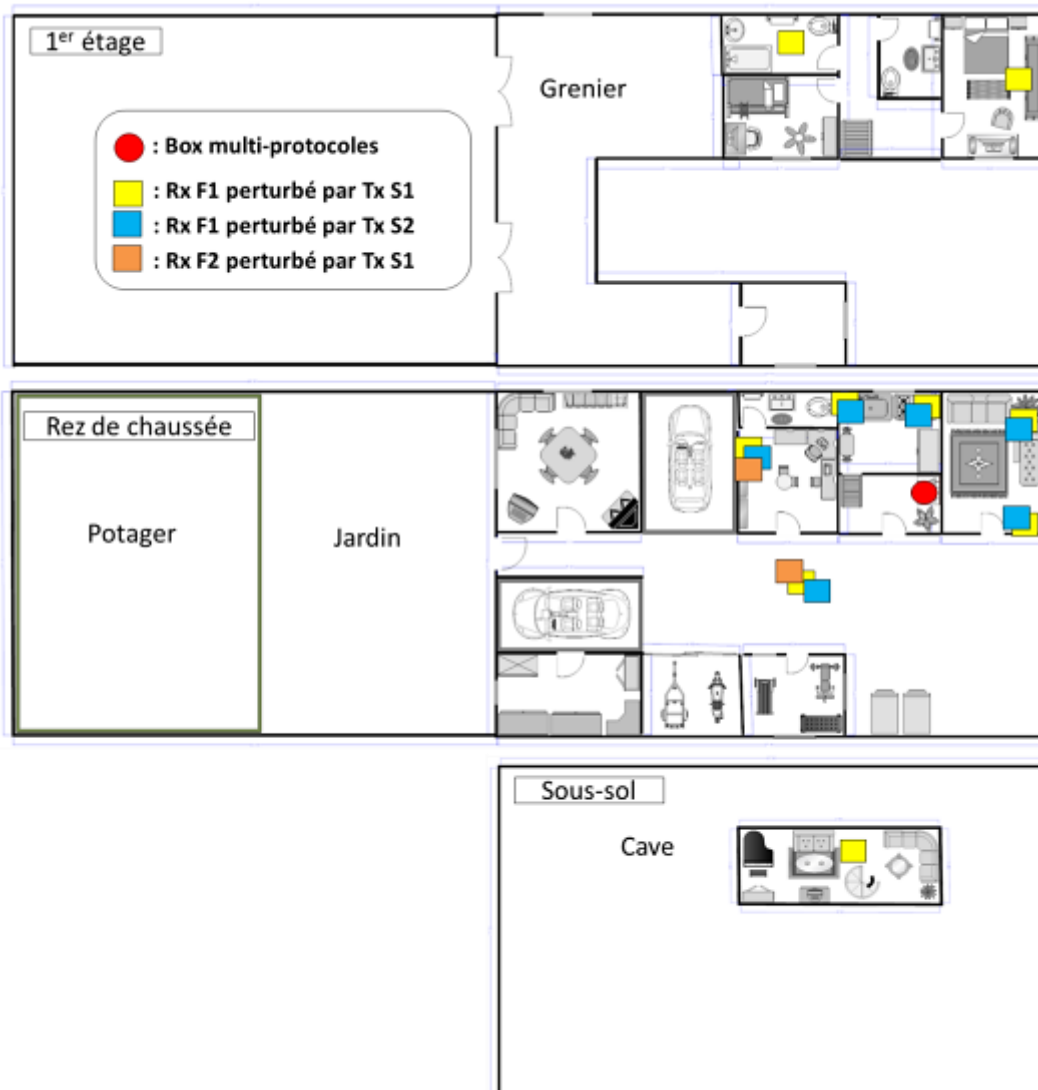 1er étage
Grenier
: Box multi-protocoles
: Rx F1 perturbé par Tx S1
: Rx F1 perturbé par Tx S2
: Rx F2 perturbé par Tx S1
Rez de chaussée
Potager
Jardin
Sous-sol
Cave